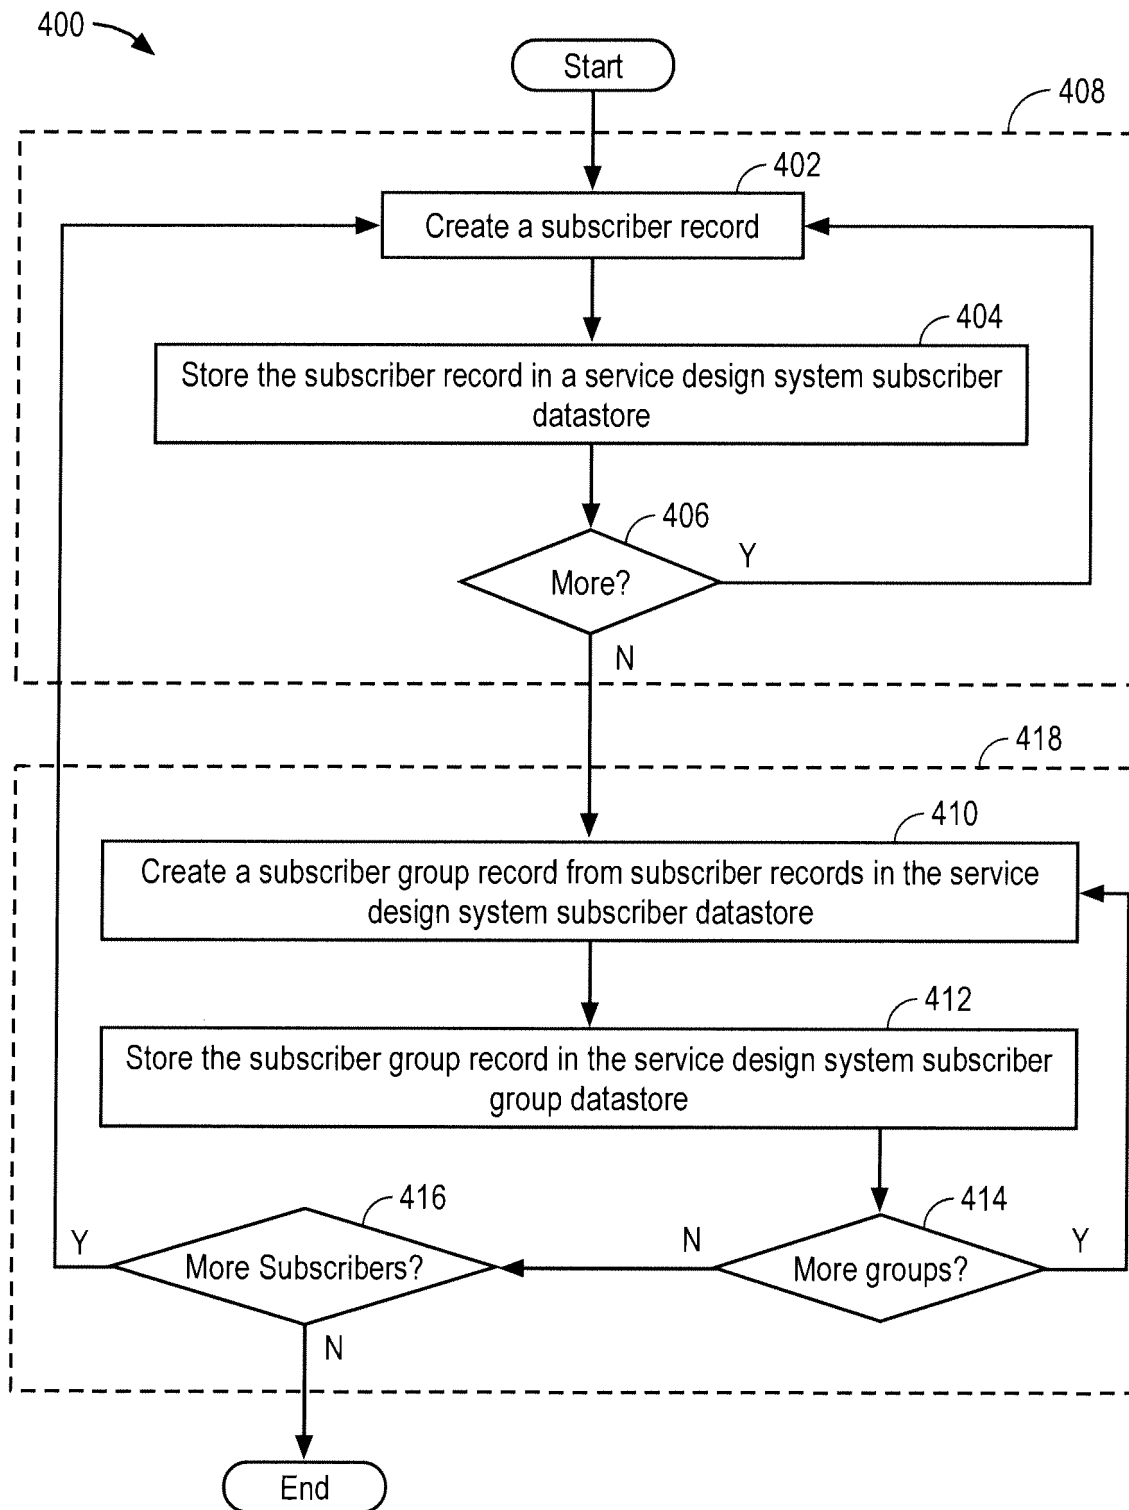 400
Start
408
402
Create a subscriber record
404
Store the subscriber record in a service design system subscriber
datastore
406
More?
Y
N
418
410
Create a subscriber group record from subscriber records in the service
design system subscriber datastore
412
Store the subscriber group record in the service design system subscriber
group datastore
416
414
Y
More Subscribers?
N
More groups?
Y
N
End